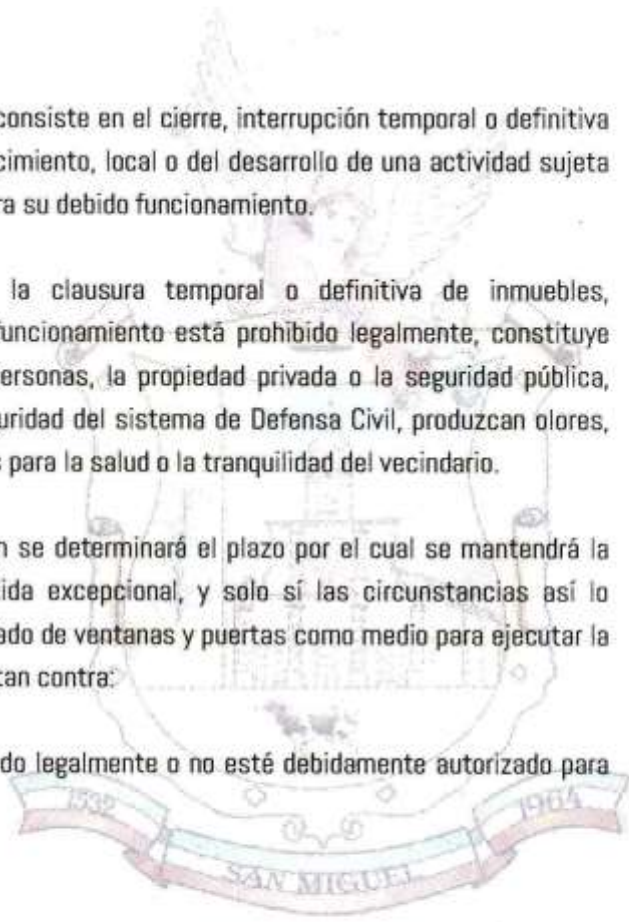 consiste en el cierre, interrupción temporal o definitiva
cimiento, local o del desarrollo de una actividad sujeta
ra su debido funcionamiento.
la clausura temporal o definitiva de inmuebles,
funcionamiento está prohibido legalmente, constituye
ersonas, la propiedad privada o la seguridad pública,
uridad del sistema de Defensa Civil, produzcan olores,
s para la salud o la tranquilidad del vecindario.
n se determinará el plazo por el cual se mantendrá la
ida excepcional, y solo sí las circunstancias así lo
ado de ventanas y puertas como medio para ejecutar la
tan contra:
do legalmente o no esté debidamente autorizado para
1532
1964
SAN MIGUEL